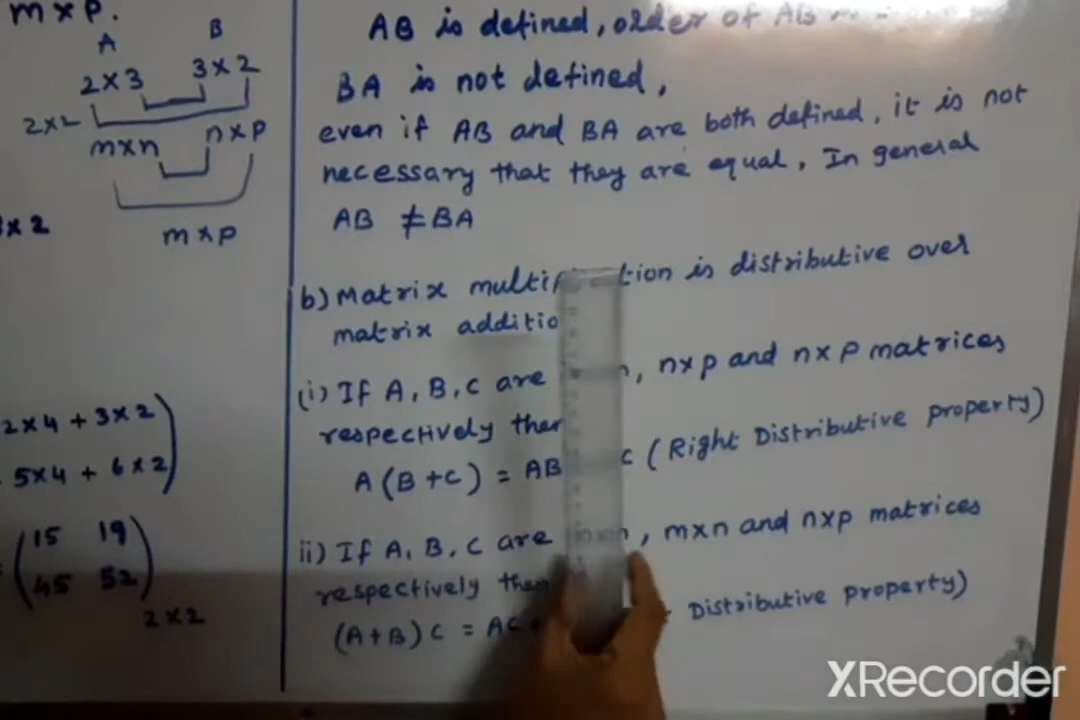 m×p.
A B
2×3 3×2
2×2
m×n n×p
m×p
×2
2×4 + 3×2
5×4 + 6×2
15 19
45 52
2×2
AB is defined, order of AB
BA is not defined,
even if AB and BA are both defined, it is not
necessary that they are equal. In general
AB ≠ BA
b) Matrix multi tion is distributive over
matrix additio
(i) If A, B, C are n, n×p and n×p matrices
respectively then
A(B+C) = AB C (Right Distributive property)
ii) If A, B, C are m×n, m×n and n×p matrices
respectively then
(A+B)C = AC Distributive property)
XRecorder